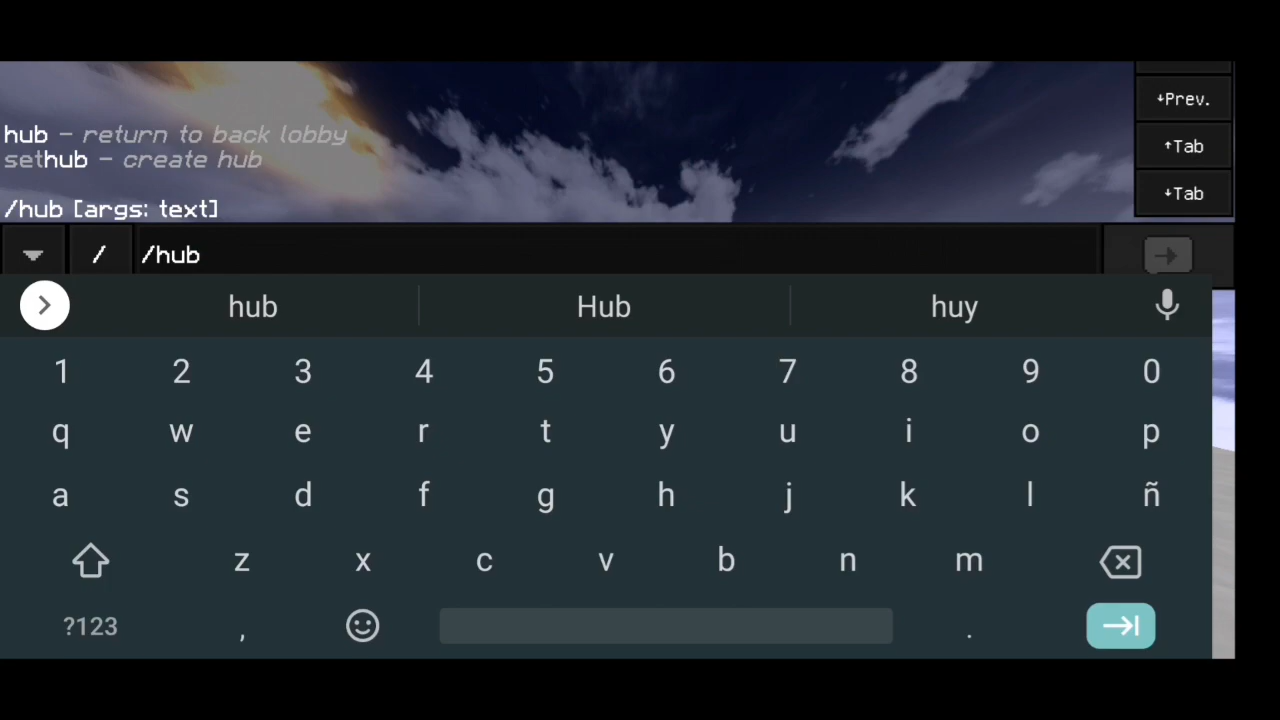 ↓Prev.
hub - return to back lobby
↑Tab
sethub - create hub
↓Tab
/hub [args: text]
/ /hub
hub Hub huy
1 2 3 4 5 6 7 8 9 0
q w e r t y u i o p
a s d f g h j k l ñ
z x c v b n m
?123 , .